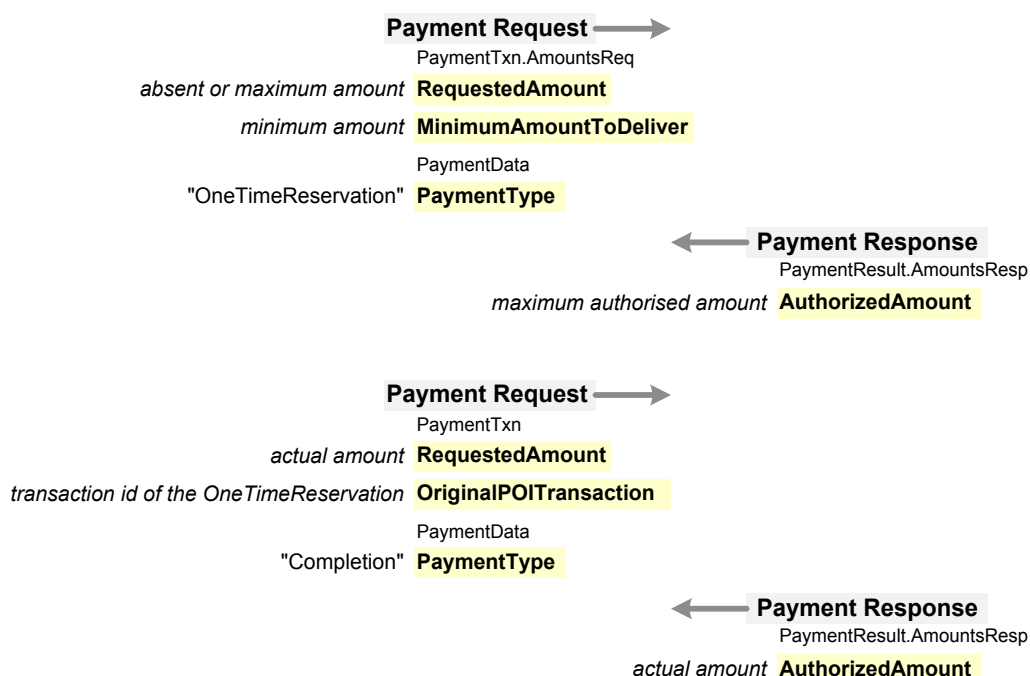 Payment Request
PaymentTxn.AmountsReq
absent or maximum amount RequestedAmount
minimum amount MinimumAmountToDeliver
PaymentData
"OneTimeReservation" PaymentType
Payment Response
PaymentResult.AmountsResp
maximum authorised amount AuthorizedAmount
Payment Request
PaymentTxn
actual amount RequestedAmount
transaction id of the OneTimeReservation OriginalPOITransaction
PaymentData
"Completion" PaymentType
Payment Response
PaymentResult.AmountsResp
actual amount AuthorizedAmount